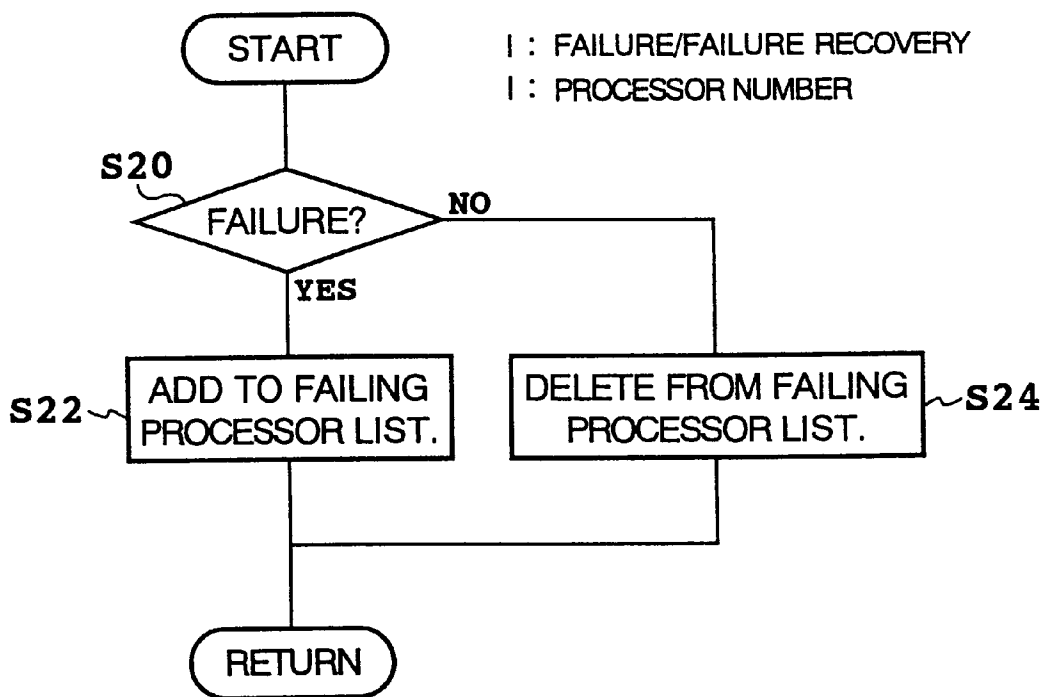 START
I : FAILURE/FAILURE RECOVERY
I : PROCESSOR NUMBER
S20
FAILURE?
NO
YES
S22
ADD TO FAILING
PROCESSOR LIST.
DELETE FROM FAILING
PROCESSOR LIST.
S24
RETURN